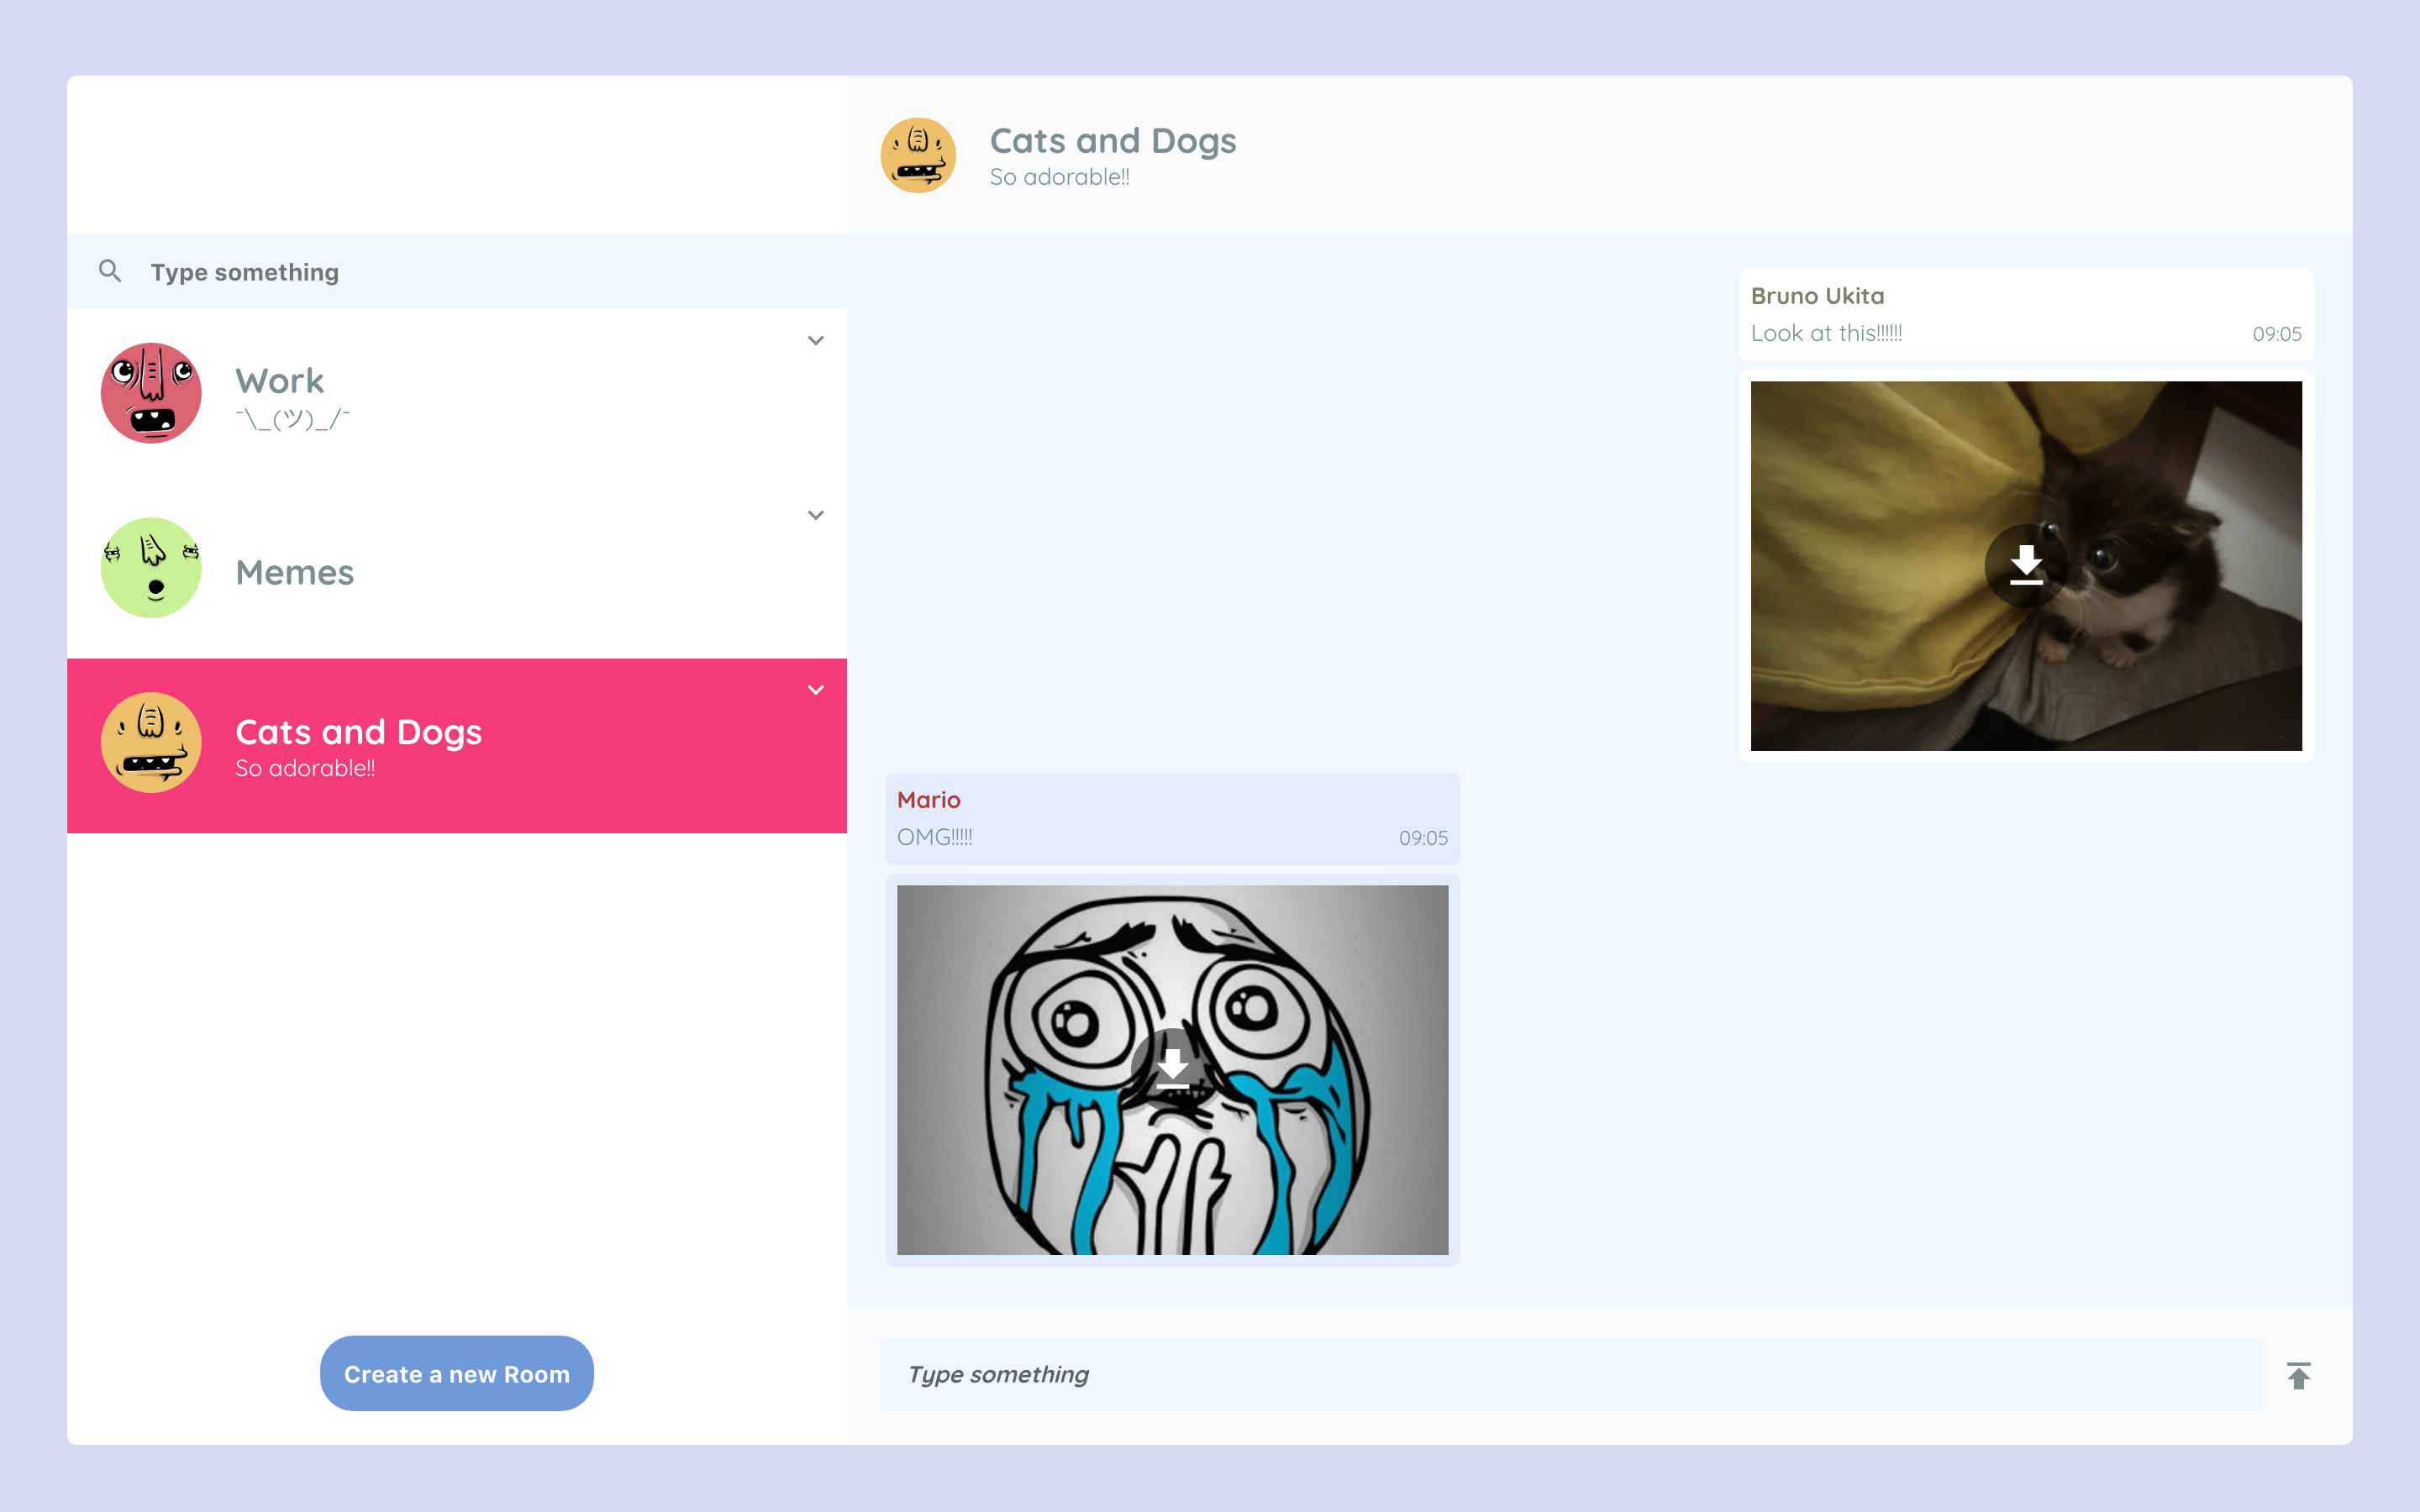 Type something
Work
¯\_(ツ)_/¯
Memes
Cats and Dogs
So adorable!!
Create a new Room
Cats and Dogs
So adorable!!
Bruno Ukita
Look at this!!!!!! 09:05
Mario
OMG!!!!! 09:05
Type something